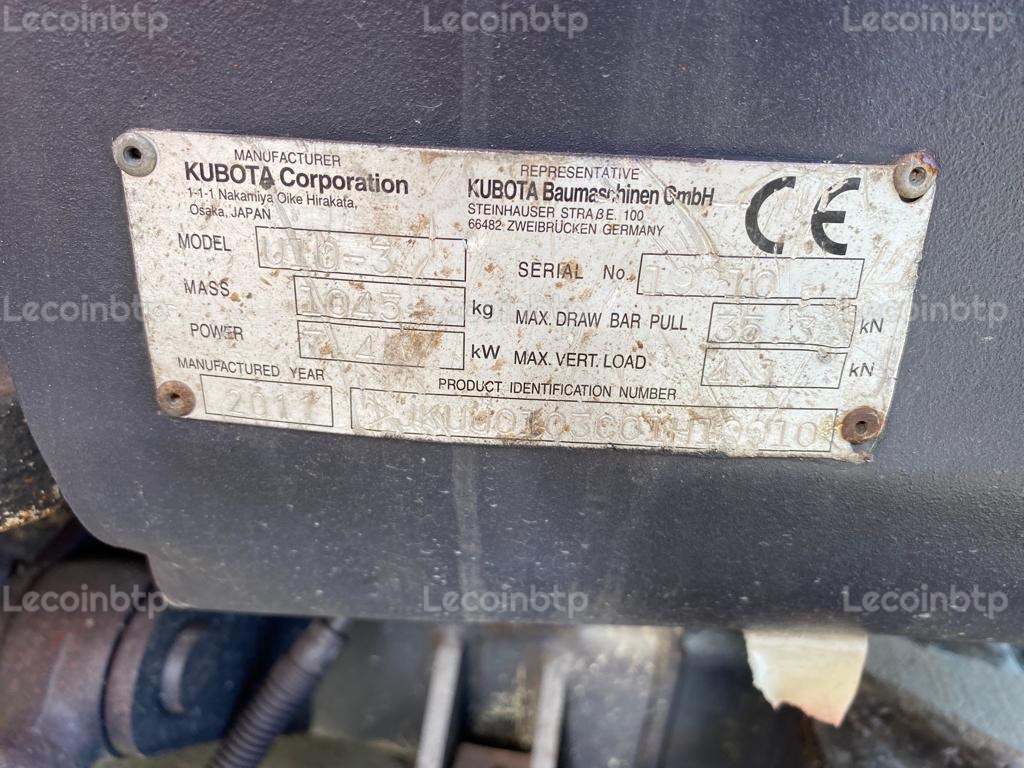 Lecoinbtp Lecoinbtp Lecoinbtp
MANUFACTURER
KUBOTA Corporation
1-1-1 Nakamiya Oike Hirakata,
Osaka, JAPAN
REPRESENTATIVE
KUBOTA Baumaschinen GmbH
STEINHAUSER STRAßE. 100
66482 ZWEIBRÜCKEN GERMANY
CE
MODEL
SERIAL No.
MASS kg
MAX. DRAW BAR PULL kN
POWER kW
MAX. VERT. LOAD kN
MANUFACTURED YEAR 2011
PRODUCT IDENTIFICATION NUMBER
Lecoinbtp Lecoinbtp Lecoinbtp
Lecoinbtp Lecoinbtp Lecoinbtp